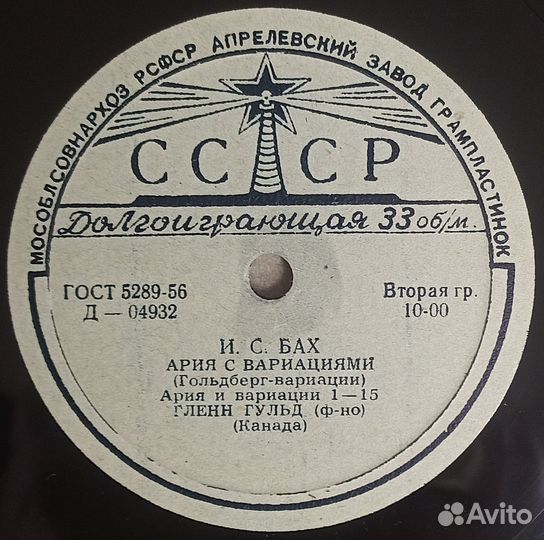 МОСОБЛСОВНАРХОЗ РСФСР АПРЕЛЕВСКИЙ ЗАВОД ГРАМПЛАСТИНОК
СССР
Долгоиграющая 33 об/м.
ГОСТ 5289-56
Д — 04932
Вторая гр.
10-00
И. С. БАХ
АРИЯ С ВАРИАЦИЯМИ
(Гольдберг-вариации)
Ария и вариации 1—15
ГЛЕНН ГУЛЬД (ф-но)
(Канада)
Avito